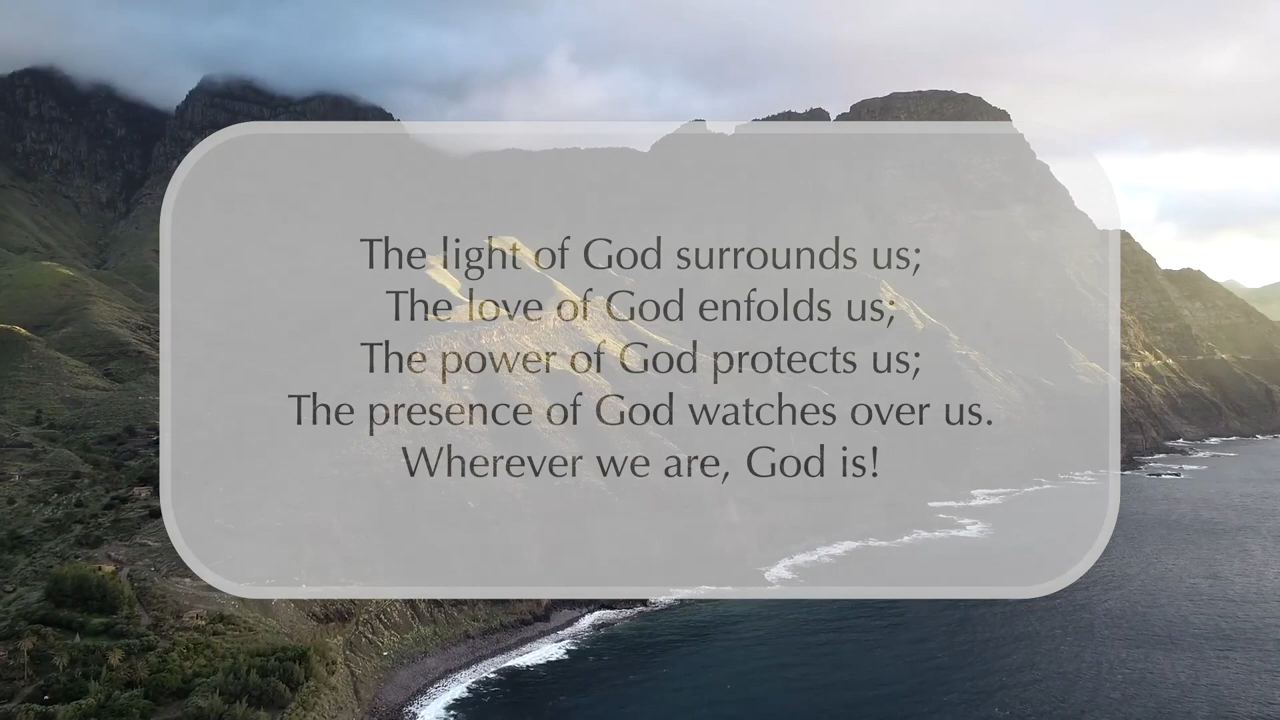 The light of God surrounds us;
The love of God enfolds us;
The power of God protects us;
The presence of God watches over us.
Wherever we are, God is!